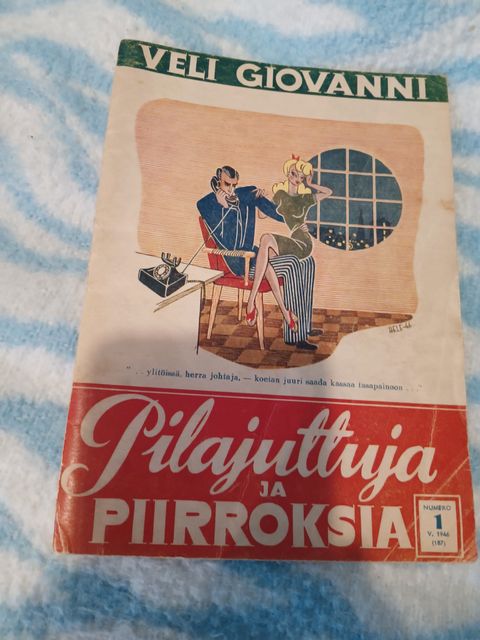 VELI GIOVANNI
HELE-46
". . ylitöissä, herra johtaja, — koetan juuri saada kassaa tasapainoon . . ."
Pilajuttuja
JA
PIIRROKSIA
NUMERO
1
V. 1946
(187)